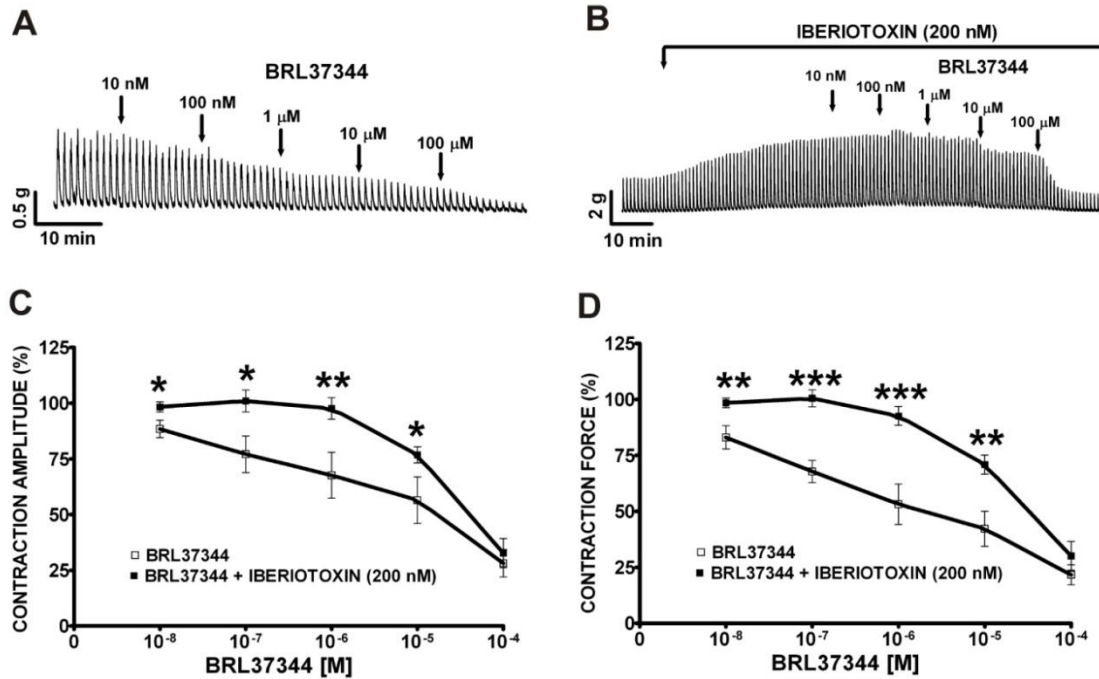 A
BRL37344
10 nM
100 nM
1 µM
10 µM
100 µM
0.5 g
10 min
B
IBERIOTOXIN (200 nM)
BRL37344
10 nM
100 nM
1 µM
10 µM
100 µM
2 g
10 min
C
CONTRACTION AMPLITUDE (%)
125
100
75
50
25
0
* * ** *
BRL37344
BRL37344 + IBERIOTOXIN (200 nM)
0 10⁻⁸ 10⁻⁷ 10⁻⁶ 10⁻⁵ 10⁻⁴
BRL37344 [M]
D
CONTRACTION FORCE (%)
125
100
75
50
25
0
** *** *** **
BRL37344
BRL37344 + IBERIOTOXIN (200 nM)
0 10⁻⁸ 10⁻⁷ 10⁻⁶ 10⁻⁵ 10⁻⁴
BRL37344 [M]